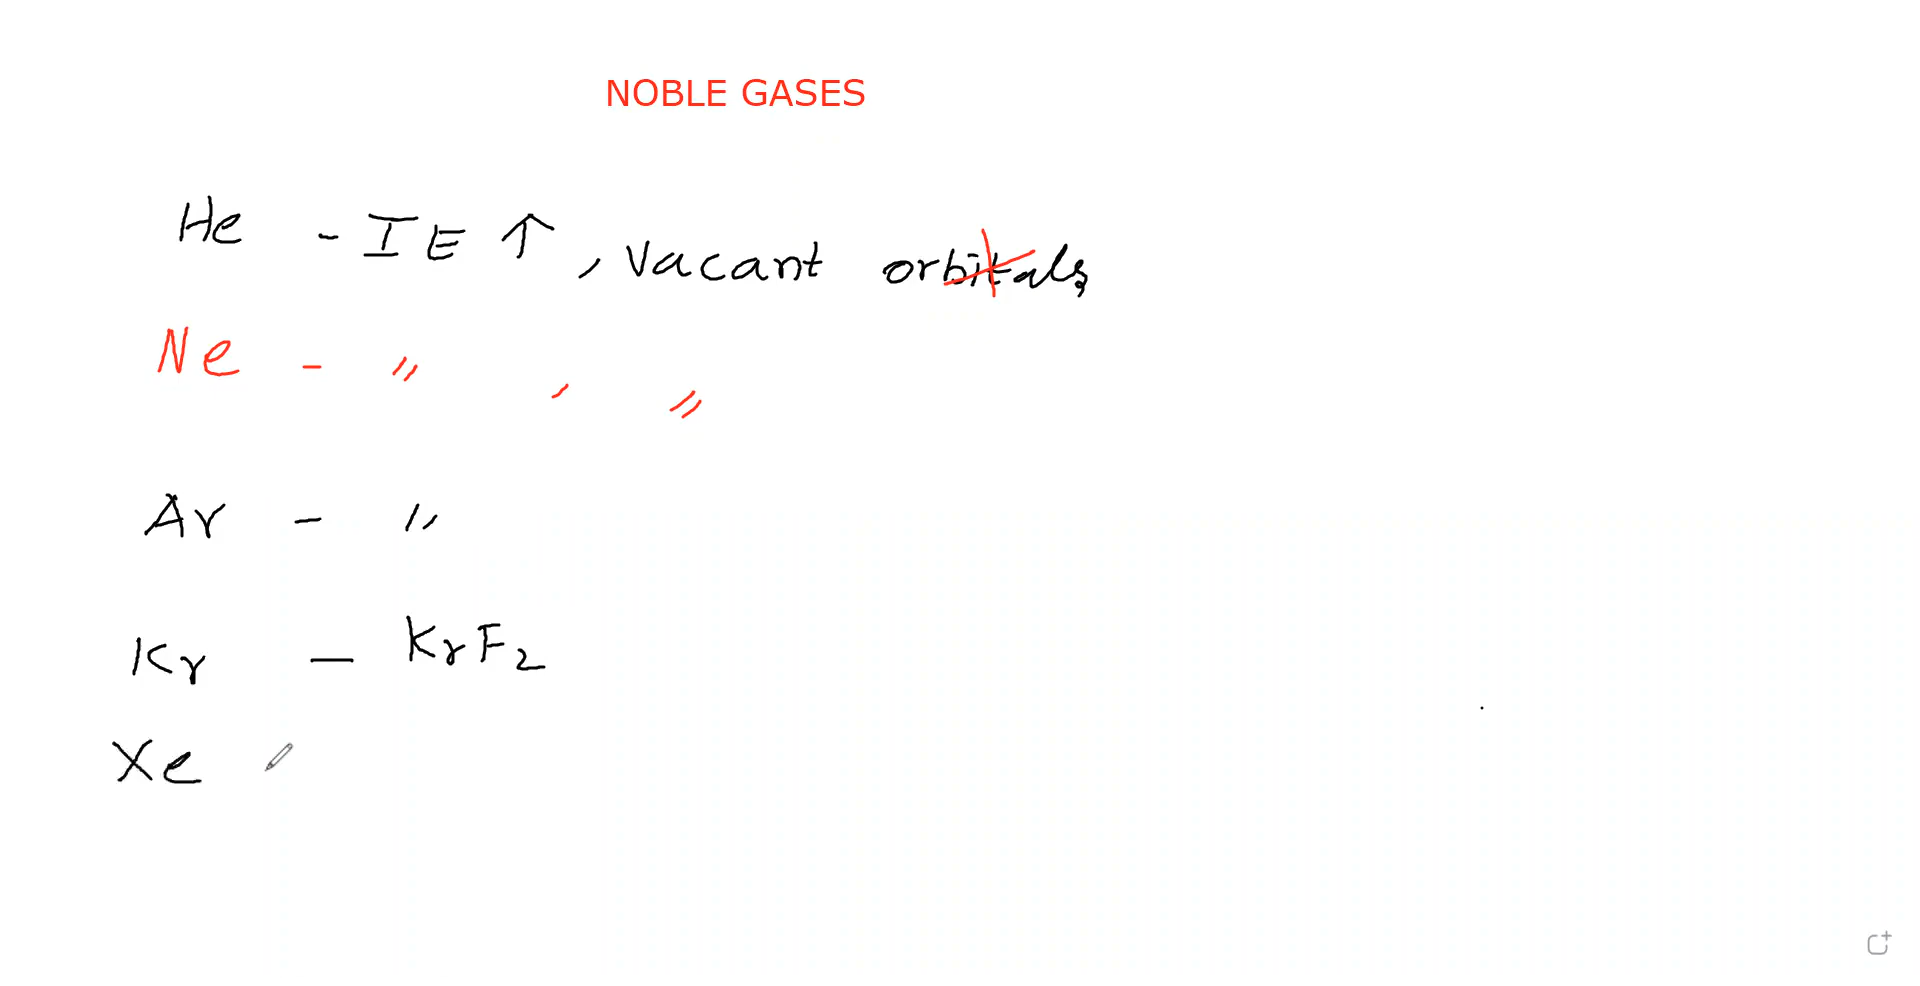 NOBLE GASES
He - IE ↑ , Vacant orbitals
Ne - " , "
Ar - "
Kr - KrF₂
Xe